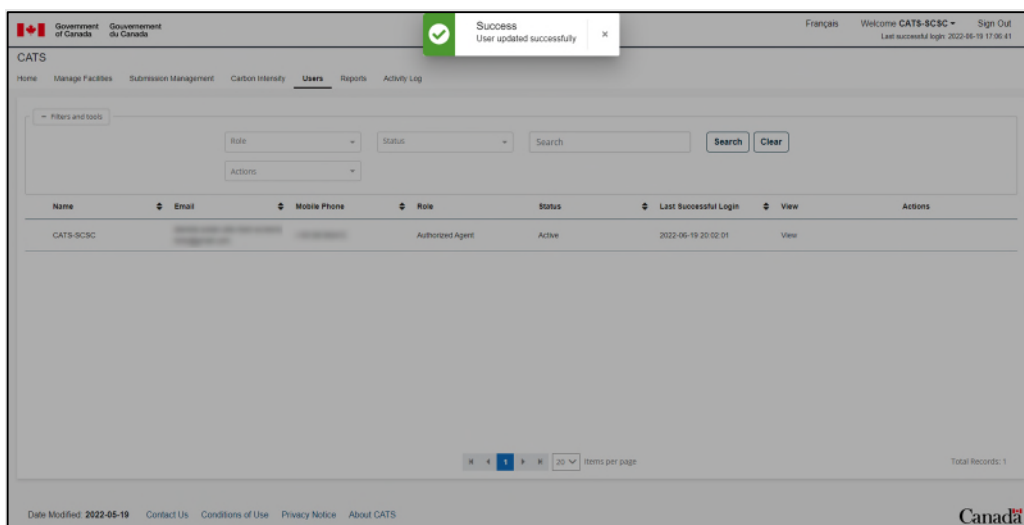 Government of Canada
Gouvernement du Canada
Success
User updated successfully
×
Français
Welcome CATS-SCSC
Sign Out
Last successful login: 2022-06-19 17:06:41
CATS
Home Manage Facilities Submission Management Carbon Intensity Users Reports Activity Log
Filters and tools
Role Status Search Search Clear
Actions
Name Email Mobile Phone Role Status Last Successful Login View Actions
CATS-SCSC Authorized Agent Active 2022-06-19 20:02:01 View
1 20 items per page Total Records: 1
Date Modified: 2022-05-19 Contact Us Conditions of Use Privacy Notice About CATS
Canada